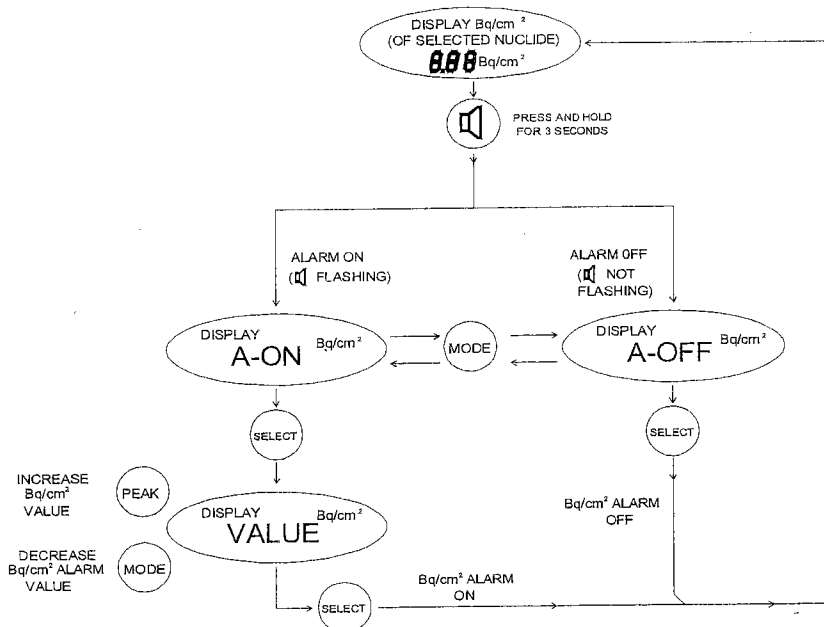 DISPLAY Bq/cm²
(OF SELECTED NUCLIDE)
8.88 Bq/cm²
PRESS AND HOLD
FOR 3 SECONDS
ALARM ON
( FLASHING)
ALARM 0FF
( NOT
FLASHING)
DISPLAY Bq/cm²
A-ON
MODE
DISPLAY Bq/cm²
A-OFF
SELECT
SELECT
INCREASE
Bq/cm²
VALUE
PEAK
DISPLAY Bq/cm²
VALUE
Bq/cm² ALARM
OFF
DECREASE
Bq/cm² ALARM
VALUE
MODE
SELECT
Bq/cm² ALARM
ON